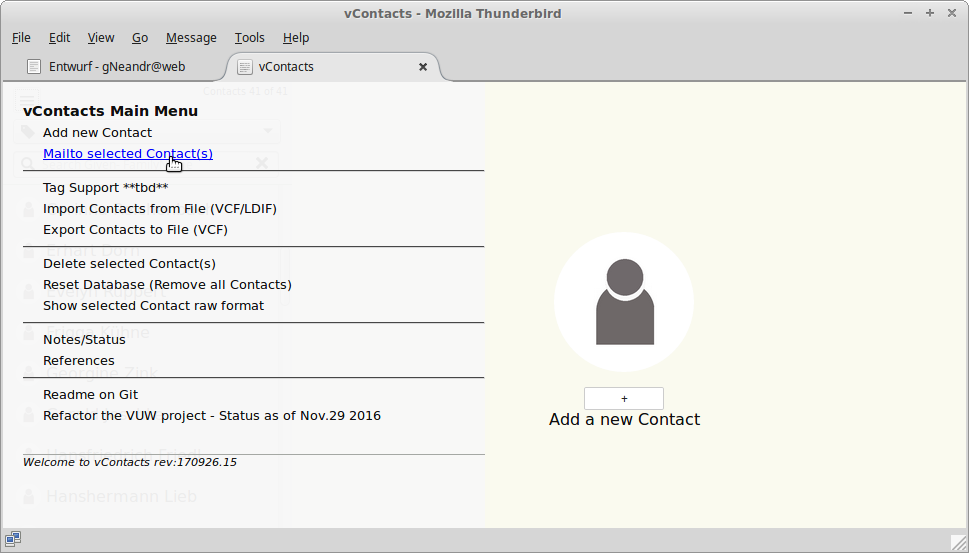 vContacts - Mozilla Thunderbird
File Edit View Go Message Tools Help
Entwurf - gNeandr@web vContacts
Contacts 41 of 41
vContacts Main Menu
Add new Contact
Mailto selected Contact(s)
Tag Support **tbd**
Import Contacts from File (VCF/LDIF)
Export Contacts to File (VCF)
Delete selected Contact(s)
Reset Database (Remove all Contacts)
Show selected Contact raw format
Kühne
Notes/Status
References
Georgine Zink
Readme on Git
Refactor the VUW project - Status as of Nov.29 2016
Welcome to vContacts rev:170926.15
Hanshermann Lieb
+
Add a new Contact